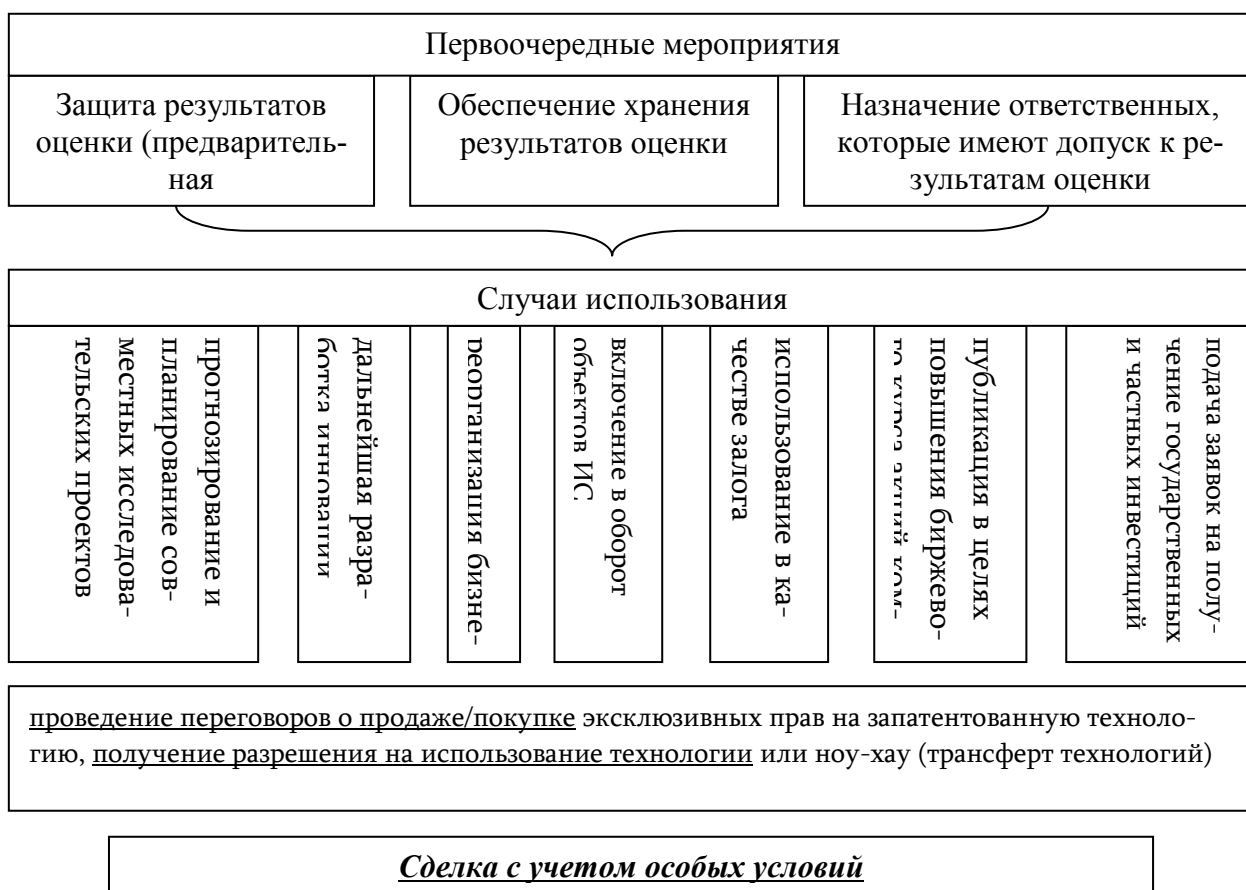 Первоочередные мероприятия
Защита результатов
оценки (предваритель-
ная
Обеспечение хранения
результатов оценки
Назначение ответственных,
которые имеют допуск к ре-
зультатам оценки
Случаи использования
прогнозирование и
планирование сов-
местных исследова-
тельских проектов
дальнейшая разра-
ботка инновации
реорганизация бизне-
включение в оборот
объектов ИС
использование в ка-
честве залога
публикация в целях
повышения биржево-
го курса акций ком-
подача заявок на полу-
чение государственных
и частных инвестиций
проведение переговоров о продаже/покупке эксклюзивных прав на запатентованную техноло-
гию, получение разрешения на использование технологии или ноу-хау (трансферт технологий)
Сделка с учетом особых условий